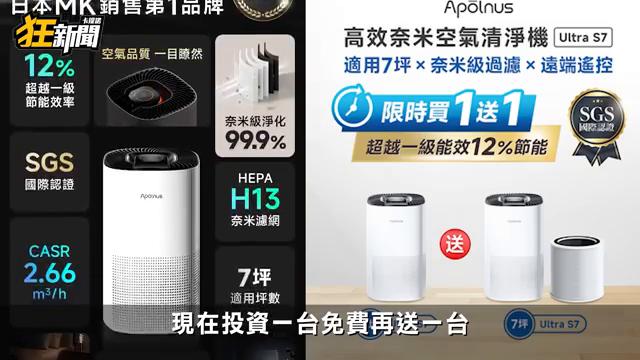 日本MK銷售第1品牌
卡提諾
狂新聞
12%
超越一級
節能效率
空氣品質 一目瞭然
奈米級淨化
99.9%
SGS
國際認證
Apolnus
HEPA
H13
奈米濾網
CASR
2.66
m³/h
7坪
適用坪數
Apolnus
高效奈米空氣清淨機 Ultra S7
適用7坪×奈米級過濾×遠端遙控
限時買1送1
超越一級能效12%節能
SGS
國際認證
送
7坪 Ultra S7
現在投資一台免費再送一台